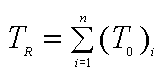 T_R = \sum_{i=1}^{n} (T_0)_i